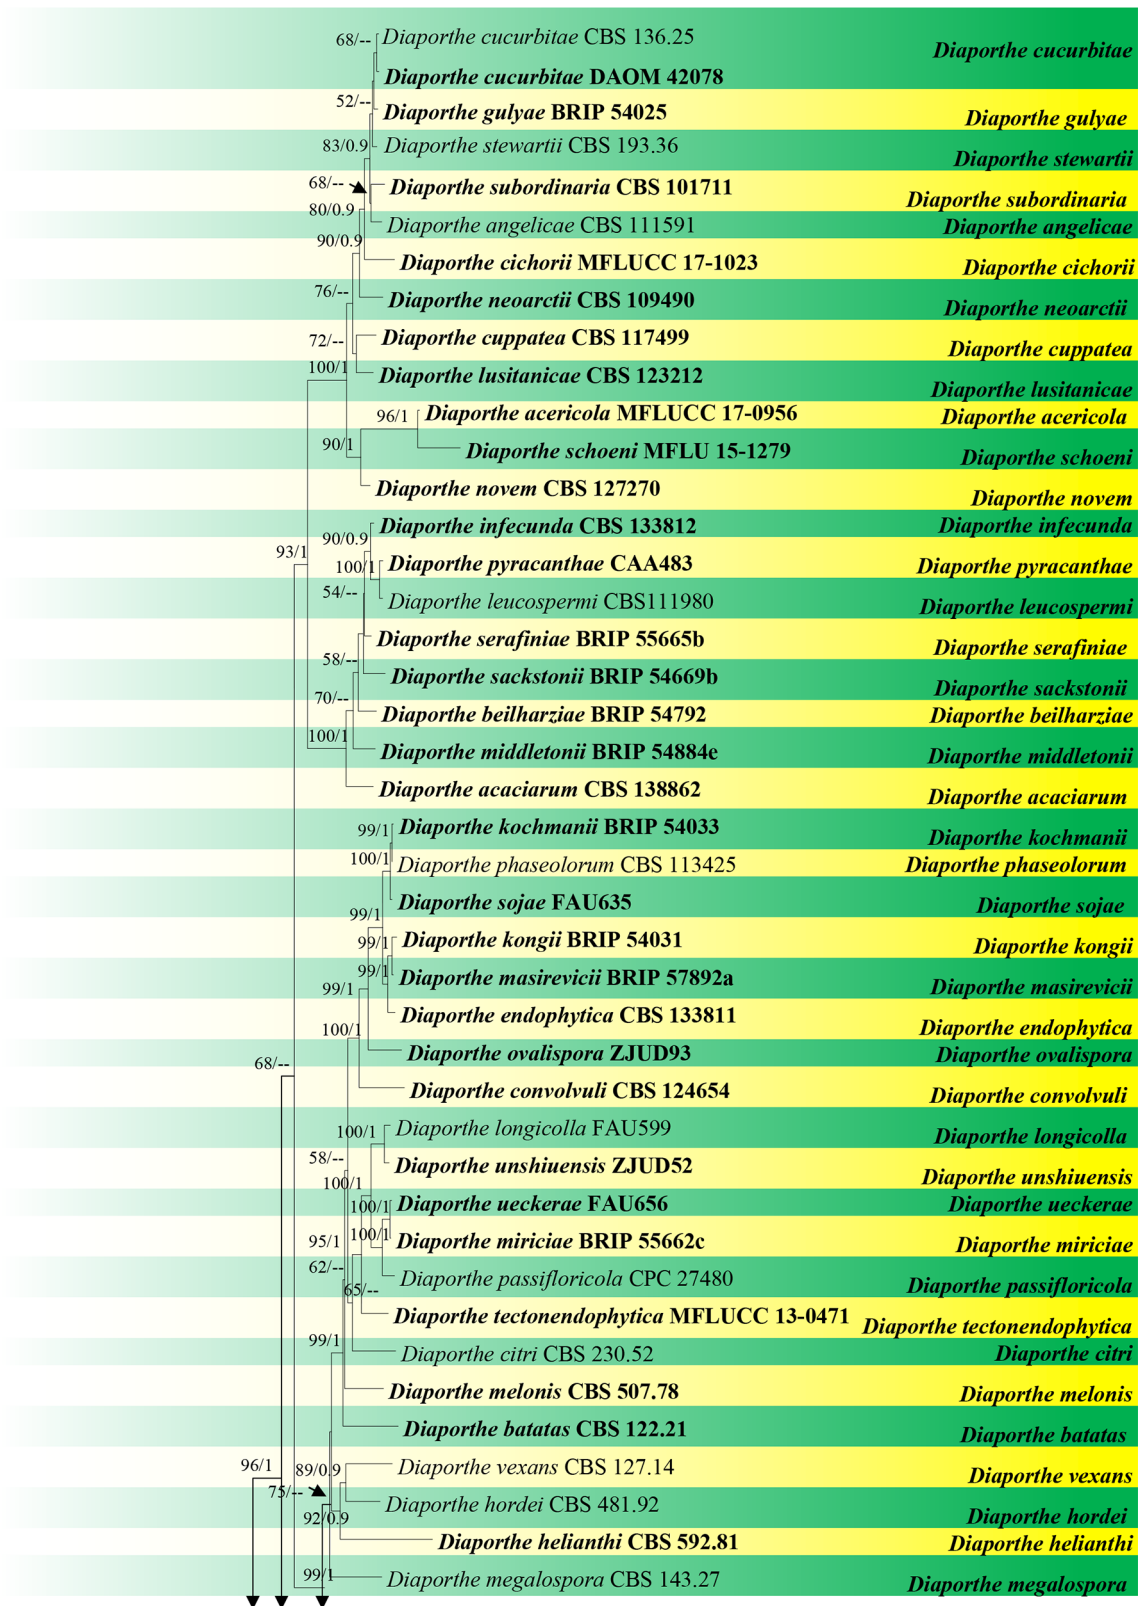 68/-- Diaporthe cucurbitae CBS 136.25
Diaporthe cucurbitae
Diaporthe cucurbitae DAOM 42078
52/--
Diaporthe gulyae BRIP 54025 Diaporthe gulyae
83/0.9 Diaporthe stewartii CBS 193.36 Diaporthe stewartii
68/-- Diaporthe subordinaria CBS 101711 Diaporthe subordinaria
80/0.9
Diaporthe angelicae CBS 111591 Diaporthe angelicae
90/0.9
Diaporthe cichorii MFLUCC 17-1023 Diaporthe cichorii
76/-- Diaporthe neoarctii CBS 109490 Diaporthe neoarctii
72/-- Diaporthe cuppatea CBS 117499 Diaporthe cuppatea
100/1
Diaporthe lusitanicae CBS 123212 Diaporthe lusitanicae
96/1 Diaporthe acericola MFLUCC 17-0956 Diaporthe acericola
90/1 Diaporthe schoeni MFLU 15-1279 Diaporthe schoeni
Diaporthe novem CBS 127270 Diaporthe novem
Diaporthe infecunda CBS 133812 Diaporthe infecunda
90/0.9
93/1
100/1 Diaporthe pyracanthae CAA483 Diaporthe pyracanthae
54/-- Diaporthe leucospermi CBS111980 Diaporthe leucospermi
Diaporthe serafiniae BRIP 55665b Diaporthe serafiniae
58/--
Diaporthe sackstonii BRIP 54669b Diaporthe sackstonii
70/--
Diaporthe beilharziae BRIP 54792 Diaporthe beilharziae
100/1 Diaporthe middletonii BRIP 54884e Diaporthe middletonii
Diaporthe acaciarum CBS 138862 Diaporthe acaciarum
99/1 Diaporthe kochmanii BRIP 54033 Diaporthe kochmanii
100/1 Diaporthe phaseolorum CBS 113425 Diaporthe phaseolorum
Diaporthe sojae FAU635 Diaporthe sojae
99/1
99/1 Diaporthe kongii BRIP 54031 Diaporthe kongii
99/1 Diaporthe masirevicii BRIP 57892a Diaporthe masirevicii
99/1
Diaporthe endophytica CBS 133811 Diaporthe endophytica
100/1
Diaporthe ovalispora ZJUD93 Diaporthe ovalispora
68/--
Diaporthe convolvuli CBS 124654 Diaporthe convolvuli
100/1 Diaporthe longicolla FAU599 Diaporthe longicolla
58/--
Diaporthe unshiuensis ZJUD52 Diaporthe unshiuensis
100/1
100/1 Diaporthe ueckerae FAU656 Diaporthe ueckerae
100/1 Diaporthe miriciae BRIP 55662c Diaporthe miriciae
95/1
62/-- Diaporthe passifloricola CPC 27480 Diaporthe passifloricola
65/--
Diaporthe tectonendophytica MFLUCC 13-0471 Diaporthe tectonendophytica
99/1 Diaporthe citri CBS 230.52 Diaporthe citri
Diaporthe melonis CBS 507.78 Diaporthe melonis
Diaporthe batatas CBS 122.21 Diaporthe batatas
96/1 89/0.9 Diaporthe vexans CBS 127.14 Diaporthe vexans
75/--
Diaporthe hordei CBS 481.92 Diaporthe hordei
92/0.9
Diaporthe helianthi CBS 592.81 Diaporthe helianthi
99/1 Diaporthe megalospora CBS 143.27 Diaporthe megalospora